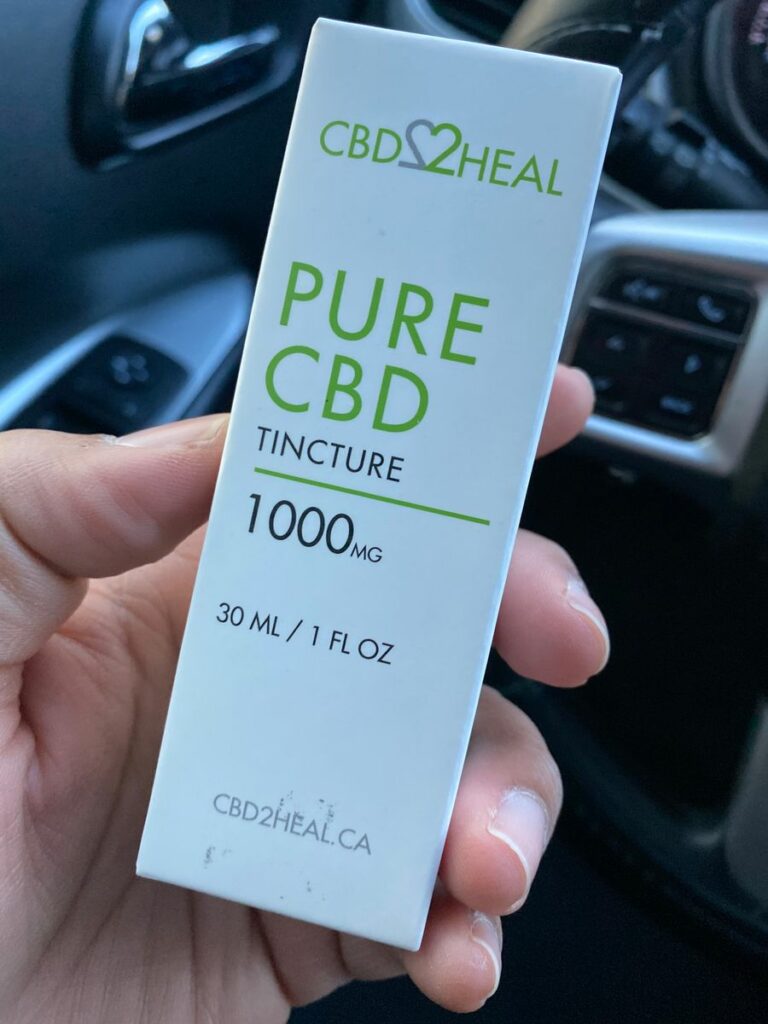 CBD2HEAL
PURE
CBD
TINCTURE
1000MG
30 ML / 1 FL OZ
CBD2HEAL.CA